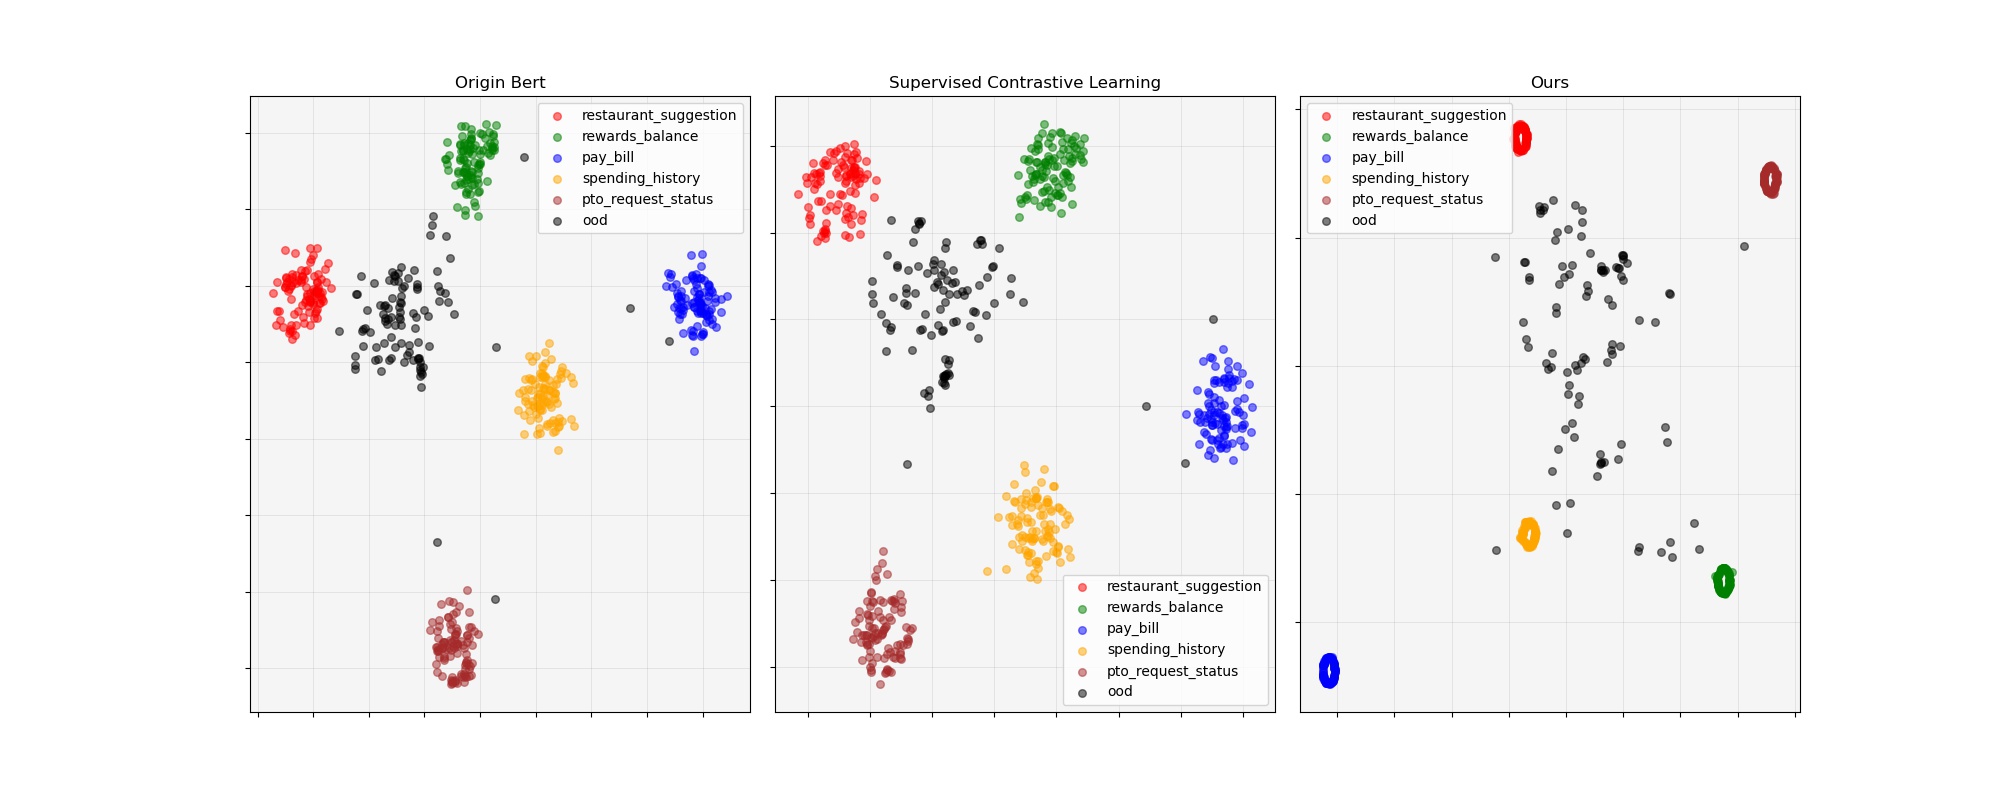 Origin Bert
restaurant_suggestion
rewards_balance
pay_bill
spending_history
pto_request_status
ood
Supervised Contrastive Learning
restaurant_suggestion
rewards_balance
pay_bill
spending_history
pto_request_status
ood
Ours
restaurant_suggestion
rewards_balance
pay_bill
spending_history
pto_request_status
ood